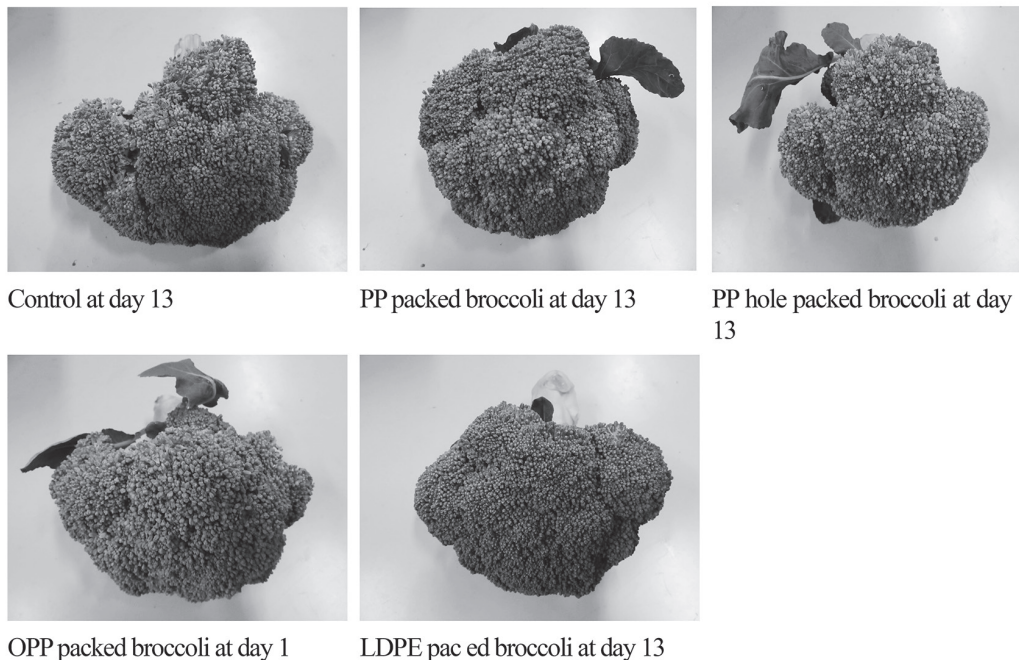 Control at day 13
PP packed broccoli at day 13
PP hole packed broccoli at day
13
OPP packed broccoli at day 1
LDPE pac ed broccoli at day 13